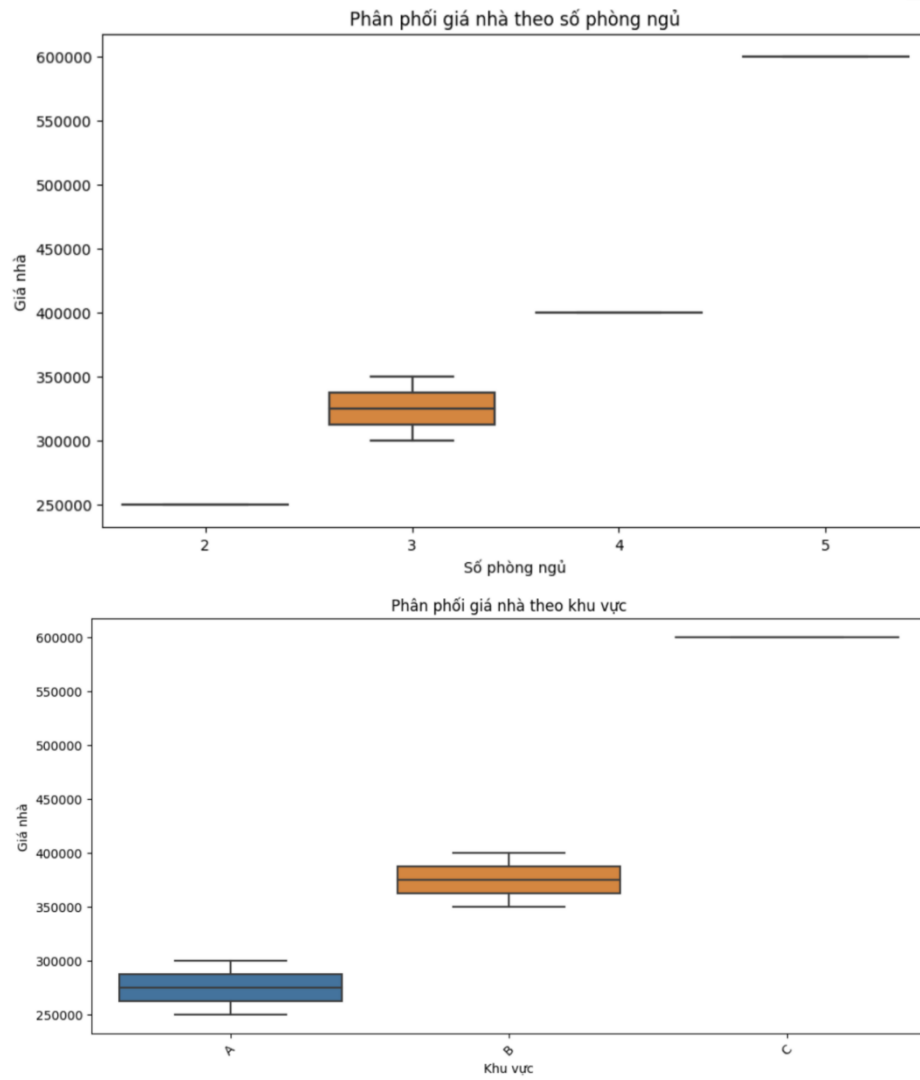 Phân phối giá nhà theo số phòng ngủ
600000
550000
500000
450000
400000
350000
300000
250000
Giá nhà
2 3 4 5
Số phòng ngủ
Phân phối giá nhà theo khu vực
600000
550000
500000
450000
400000
350000
300000
250000
Giá nhà
A B C
Khu vực